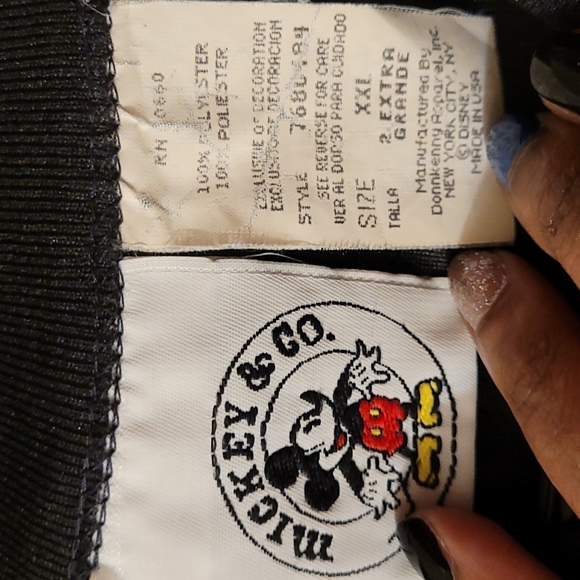 RN
100% POLYESTER
100% POLIESTER
EXCLUSIVE OF DECORATION
EXCLUSIVO DE DECORACION
STYLE
SEE REVERSE FOR CARE
VER AL DORSO PARA CUIDADO
SIZE XXL
TALLA 2 EXTRA
GRANDE
Manufactured By
Donnkenny Apparel, Inc.
NEW YORK CITY, NY
© DISNEY
MADE IN USA
MICKEY & CO.